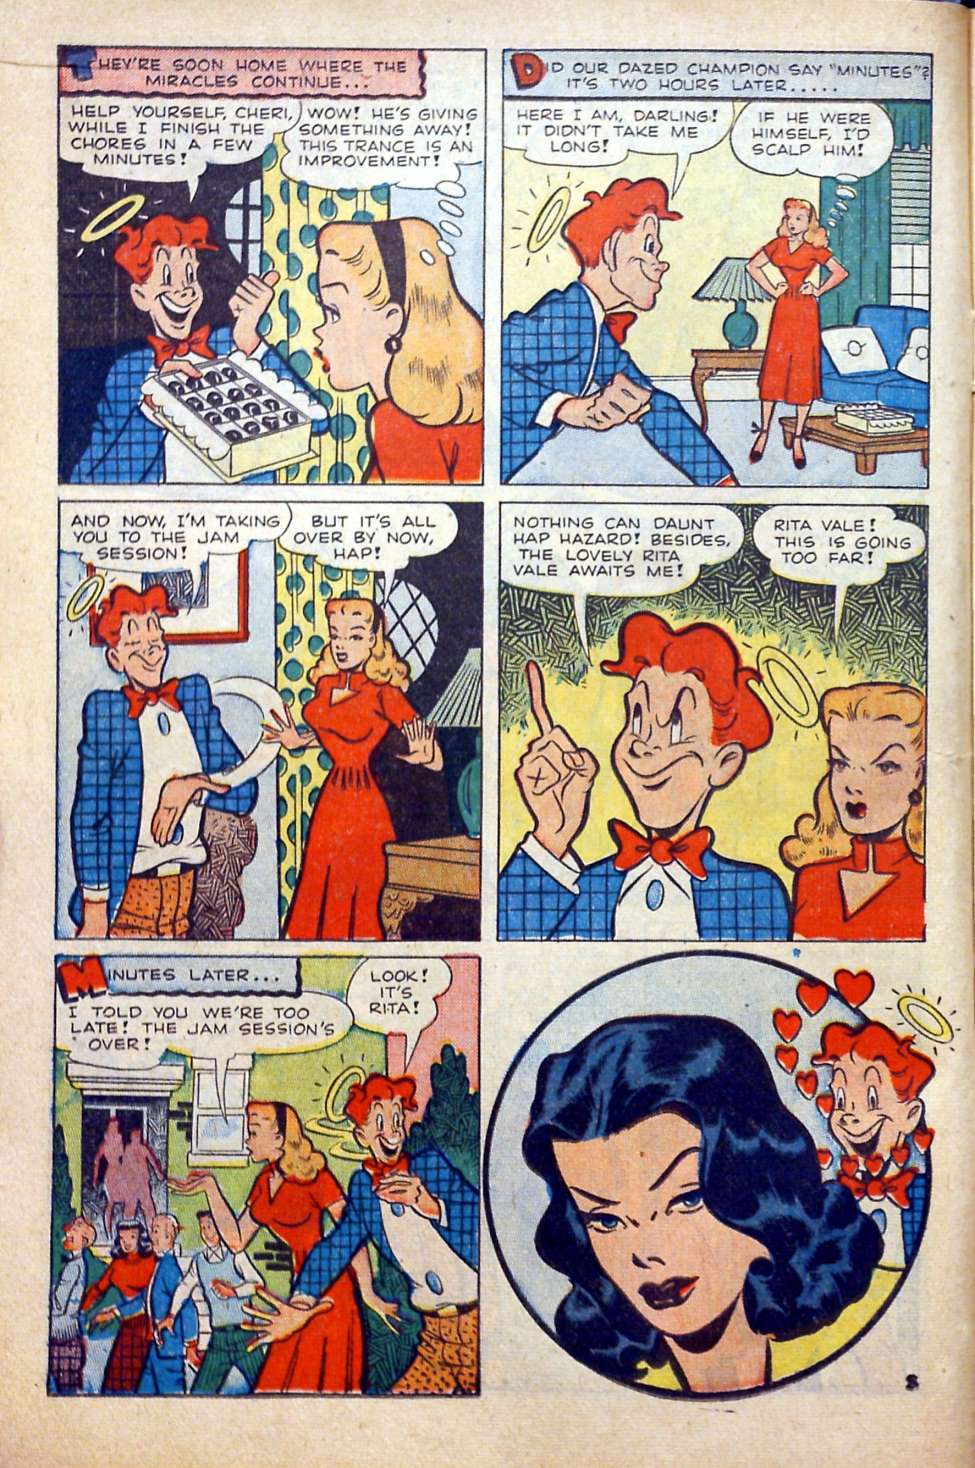 THEY'RE SOON HOME WHERE THE
MIRACLES CONTINUE...
HELP YOURSELF, CHERI,
WHILE I FINISH THE
CHORES IN A FEW
MINUTES!
WOW! HE'S GIVING
SOMETHING AWAY!
THIS TRANCE IS AN
IMPROVEMENT!
DID OUR DAZED CHAMPION SAY "MINUTES"?
IT'S TWO HOURS LATER.....
HERE I AM, DARLING!
IT DIDN'T TAKE ME
LONG!
IF HE WERE
HIMSELF, I'D
SCALP HIM!
AND NOW, I'M TAKING
YOU TO THE JAM
SESSION!
BUT IT'S ALL
OVER BY NOW,
HAP!
NOTHING CAN DAUNT
HAP HAZARD! BESIDES,
THE LOVELY RITA
VALE AWAITS ME!
RITA VALE!
THIS IS GOING
TOO FAR!
MINUTES LATER...
I TOLD YOU WE'RE TOO
LATE! THE JAM SESSION'S
OVER!
LOOK!
IT'S
RITA!